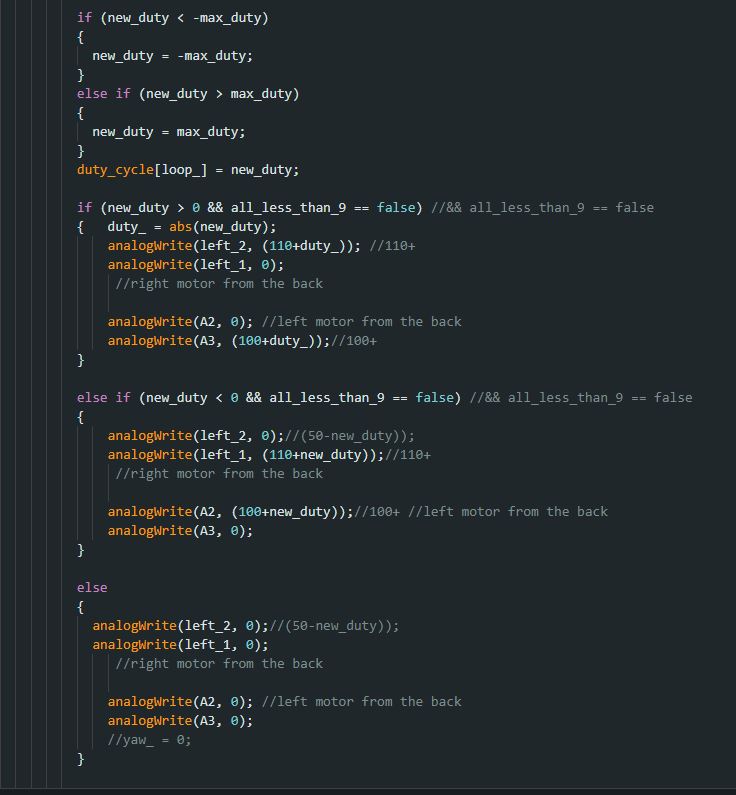 if (new_duty < -max_duty)
{
new_duty = -max_duty;
}
else if (new_duty > max_duty)
{
new_duty = max_duty;
}
duty_cycle[loop_] = new_duty;
if (new_duty > 0 && all_less_than_9 == false) //&& all_less_than_9 == false
{ duty_ = abs(new_duty);
analogWrite(left_2, (110+duty_)); //110+
analogWrite(left_1, 0);
//right motor from the back
analogWrite(A2, 0); //left motor from the back
analogWrite(A3, (100+duty_));//100+
}
else if (new_duty < 0 && all_less_than_9 == false) //&& all_less_than_9 == false
{
analogWrite(left_2, 0);//(50-new_duty));
analogWrite(left_1, (110+new_duty));//110+
//right motor from the back
analogWrite(A2, (100+new_duty));//100+ //left motor from the back
analogWrite(A3, 0);
}
else
{
analogWrite(left_2, 0);//(50-new_duty));
analogWrite(left_1, 0);
//right motor from the back
analogWrite(A2, 0); //left motor from the back
analogWrite(A3, 0);
//yaw_ = 0;
}